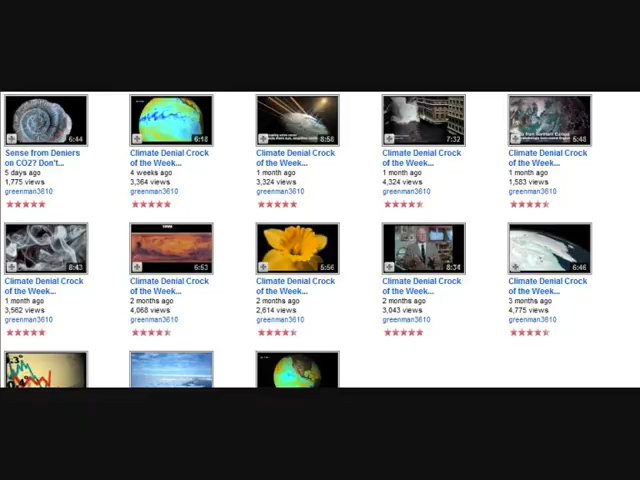 6:44
6:18
8:58
7:32
5:48
Sense from Deniers
on CO2? Don't...
5 days ago
1,775 views
greenman3610
Climate Denial Crock
of the Week...
4 weeks ago
3,364 views
greenman3610
Climate Denial Crock
of the Week...
1 month ago
3,324 views
greenman3610
Climate Denial Crock
of the Week...
1 month ago
4,324 views
greenman3610
Climate Denial Crock
of the Week...
1 month ago
1,583 views
greenman3610
8:43
6:53
5:56
8:34
6:46
Climate Denial Crock
of the Week...
1 month ago
3,562 views
greenman3610
Climate Denial Crock
of the Week...
2 months ago
4,068 views
greenman3610
Climate Denial Crock
of the Week...
2 months ago
2,614 views
greenman3610
Climate Denial Crock
of the Week...
2 months ago
3,043 views
greenman3610
Climate Denial Crock
of the Week...
3 months ago
4,775 views
greenman3610